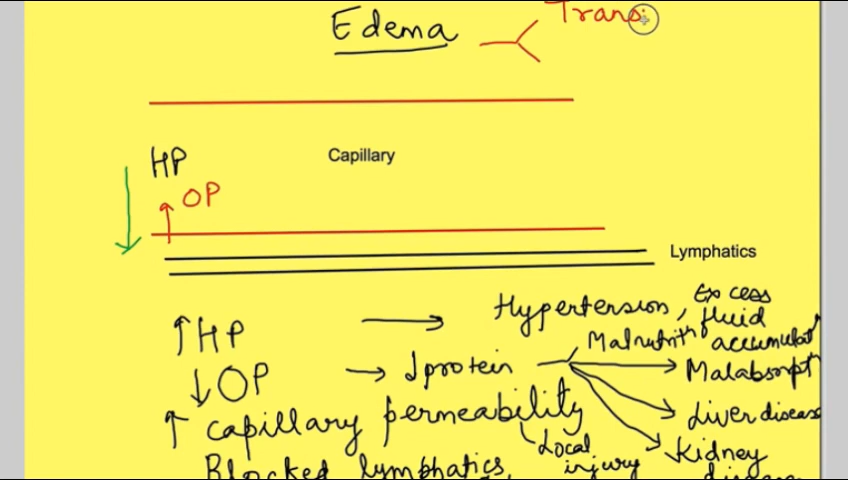 Edema
Trans
HP
Capillary
OP
Lymphatics
↑HP → Hypertension, Excess fluid
↓OP → ↓protein Malnutrit accumulat
Malabsorpt
Liver disease
Kidney
↑ Capillary permeability
Local injury
Blocked lymphatics